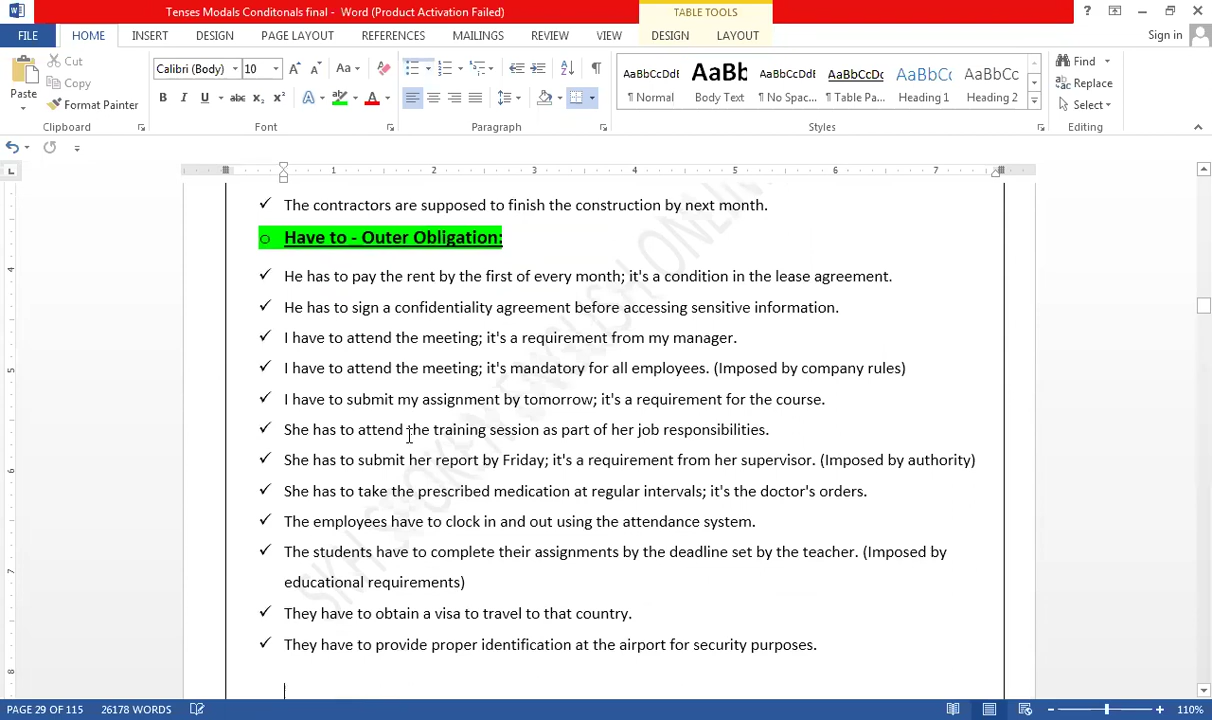 Tenses Modals Conditonals final - Word (Product Activation Failed)
TABLE TOOLS
FILE HOME INSERT DESIGN PAGE LAYOUT REFERENCES MAILINGS REVIEW VIEW DESIGN LAYOUT Sign in
Paste Cut Copy Format Painter
Calibri (Body) 10
AaBbCcDdE AaBb AaBbCcDd AaBbCcDc AaBbCcD AaBbCcDc
¶ Normal Body Text ¶ No Spac... ¶ Table Pa... Heading 1 Heading 2
Find Replace Select
Clipboard Font Paragraph Styles Editing
1 2 3 4 5 6 7
The contractors are supposed to finish the construction by next month.
Have to - Outer Obligation:
He has to pay the rent by the first of every month; it's a condition in the lease agreement.
He has to sign a confidentiality agreement before accessing sensitive information.
I have to attend the meeting; it's a requirement from my manager.
I have to attend the meeting; it's mandatory for all employees. (Imposed by company rules)
I have to submit my assignment by tomorrow; it's a requirement for the course.
She has to attend the training session as part of her job responsibilities.
She has to submit her report by Friday; it's a requirement from her supervisor. (Imposed by authority)
She has to take the prescribed medication at regular intervals; it's the doctor's orders.
The employees have to clock in and out using the attendance system.
The students have to complete their assignments by the deadline set by the teacher. (Imposed by
educational requirements)
They have to obtain a visa to travel to that country.
They have to provide proper identification at the airport for security purposes.
PAGE 29 OF 115 26178 WORDS 110%